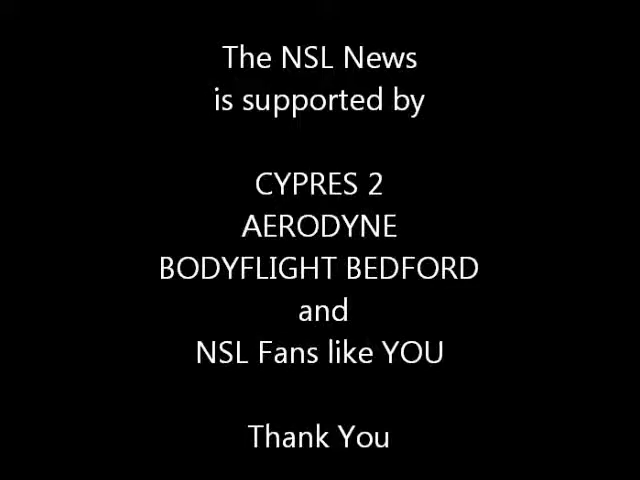 The NSL News
is supported by
CYPRES 2
AERODYNE
BODYFLIGHT BEDFORD
and
NSL Fans like YOU
Thank You